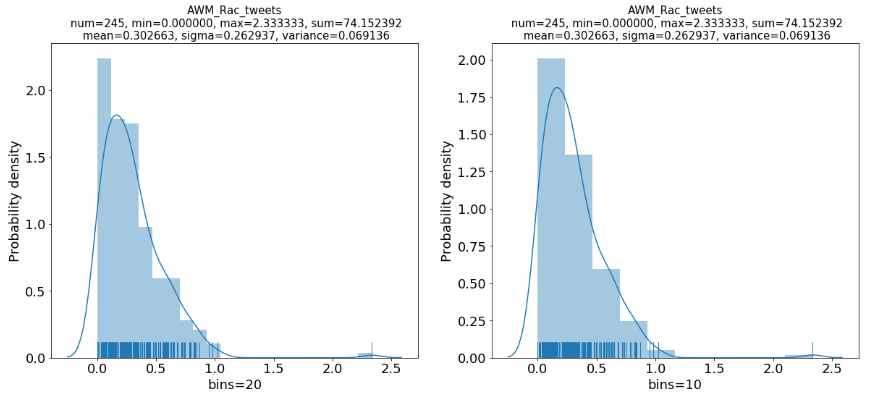 AWM_Rac_tweets
num=245, min=0.000000, max=2.333333, sum=74.152392
mean=0.302663, sigma=0.262937, variance=0.069136
Probability density
2.0
1.5
1.0
0.5
0.0
0.0 0.5 1.0 1.5 2.0 2.5
bins=20
AWM_Rac_tweets
num=245, min=0.000000, max=2.333333, sum=74.152392
mean=0.302663, sigma=0.262937, variance=0.069136
Probability density
2.00
1.75
1.50
1.25
1.00
0.75
0.50
0.25
0.00
0.0 0.5 1.0 1.5 2.0 2.5
bins=10